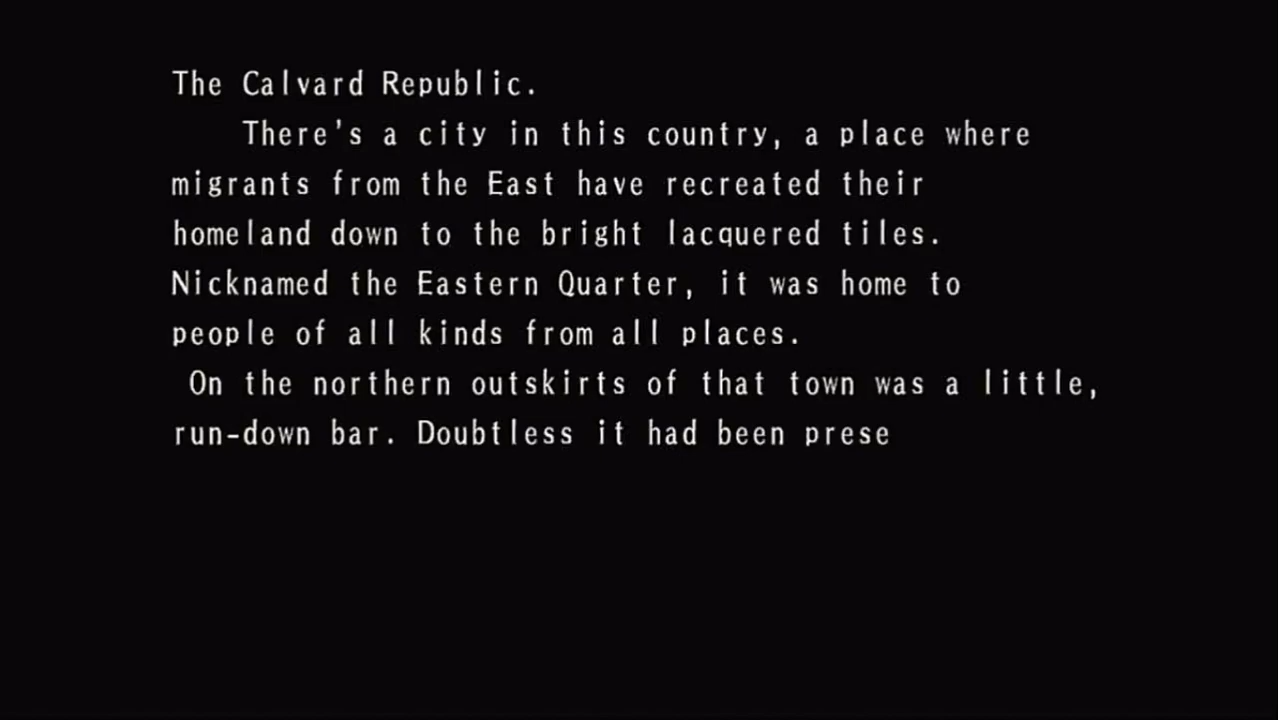 The Calvard Republic.
There's a city in this country, a place where
migrants from the East have recreated their
homeland down to the bright lacquered tiles.
Nicknamed the Eastern Quarter, it was home to
people of all kinds from all places.
On the northern outskirts of that town was a little,
run-down bar. Doubtless it had been prese